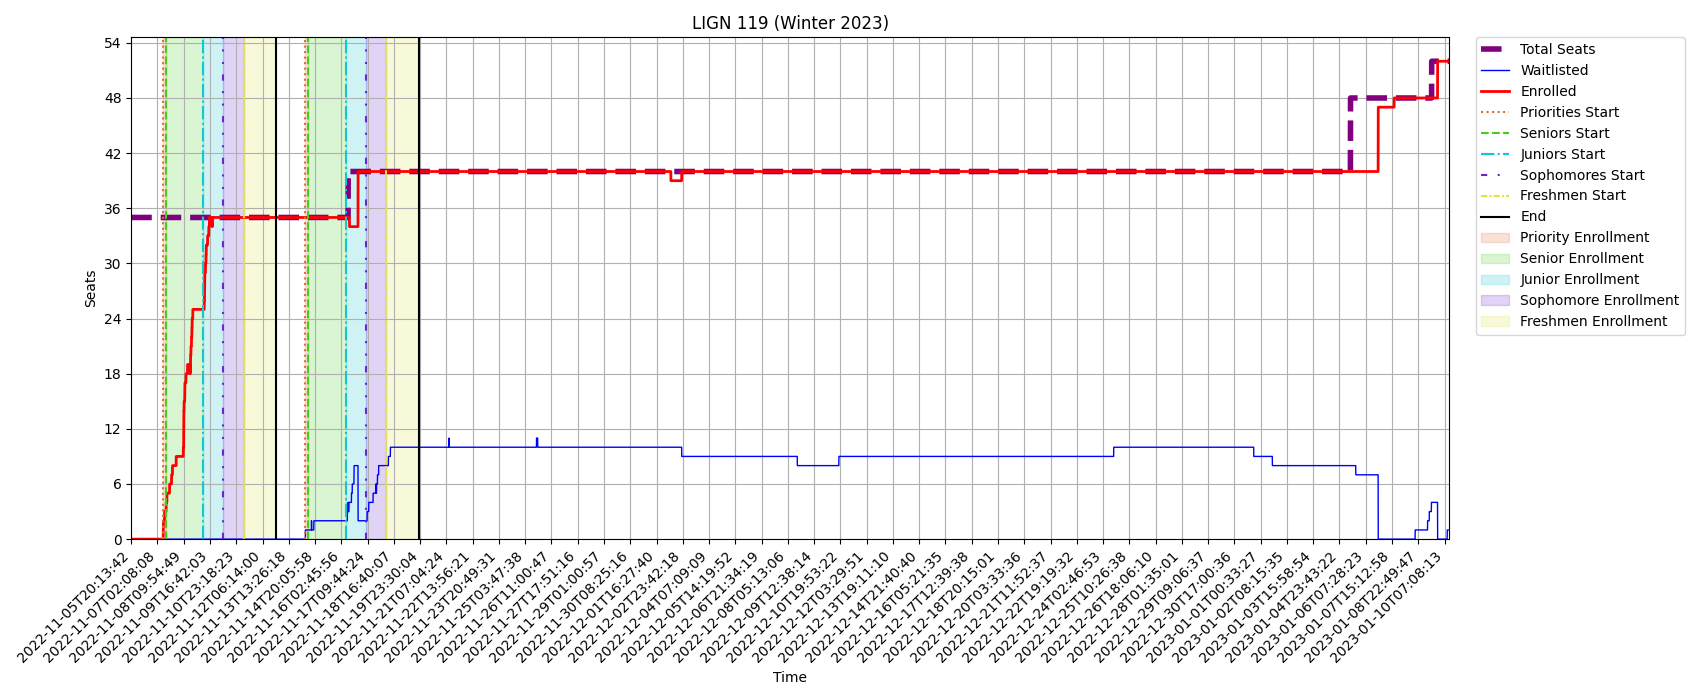 LIGN 119 (Winter 2023)
54
48
42
36
30
24
18
12
6
0
Seats
2022-11-05T20:13:42
2022-11-07T02:08:08
2022-11-08T09:54:49
2022-11-09T16:42:03
2022-11-10T23:18:23
2022-11-12T06:14:00
2022-11-13T13:26:18
2022-11-14T20:05:58
2022-11-16T02:45:56
2022-11-17T09:44:24
2022-11-18T16:40:07
2022-11-19T23:30:04
2022-11-21T07:04:24
2022-11-22T13:56:21
2022-11-23T20:49:31
2022-11-25T03:47:38
2022-11-26T11:00:47
2022-11-27T17:51:16
2022-11-29T01:00:57
2022-11-30T08:25:16
2022-12-01T16:27:40
2022-12-02T23:42:18
2022-12-04T07:09:09
2022-12-05T14:19:52
2022-12-06T21:34:19
2022-12-08T05:13:06
2022-12-09T12:38:14
2022-12-10T19:53:22
2022-12-12T03:29:51
2022-12-13T19:11:10
2022-12-14T21:40:40
2022-12-16T05:21:35
2022-12-17T12:39:38
2022-12-18T20:15:01
2022-12-20T03:33:36
2022-12-21T11:52:37
2022-12-22T19:19:32
2022-12-24T02:46:53
2022-12-25T10:26:38
2022-12-26T18:06:10
2022-12-28T01:35:01
2022-12-29T09:06:37
2022-12-30T17:00:36
2023-01-01T00:33:27
2023-01-02T08:15:35
2023-01-03T15:58:54
2023-01-04T23:43:22
2023-01-06T07:28:23
2023-01-07T15:12:58
2023-01-08T22:49:47
2023-01-10T07:08:13
Time
Total Seats
Waitlisted
Enrolled
Priorities Start
Seniors Start
Juniors Start
Sophomores Start
Freshmen Start
End
Priority Enrollment
Senior Enrollment
Junior Enrollment
Sophomore Enrollment
Freshmen Enrollment